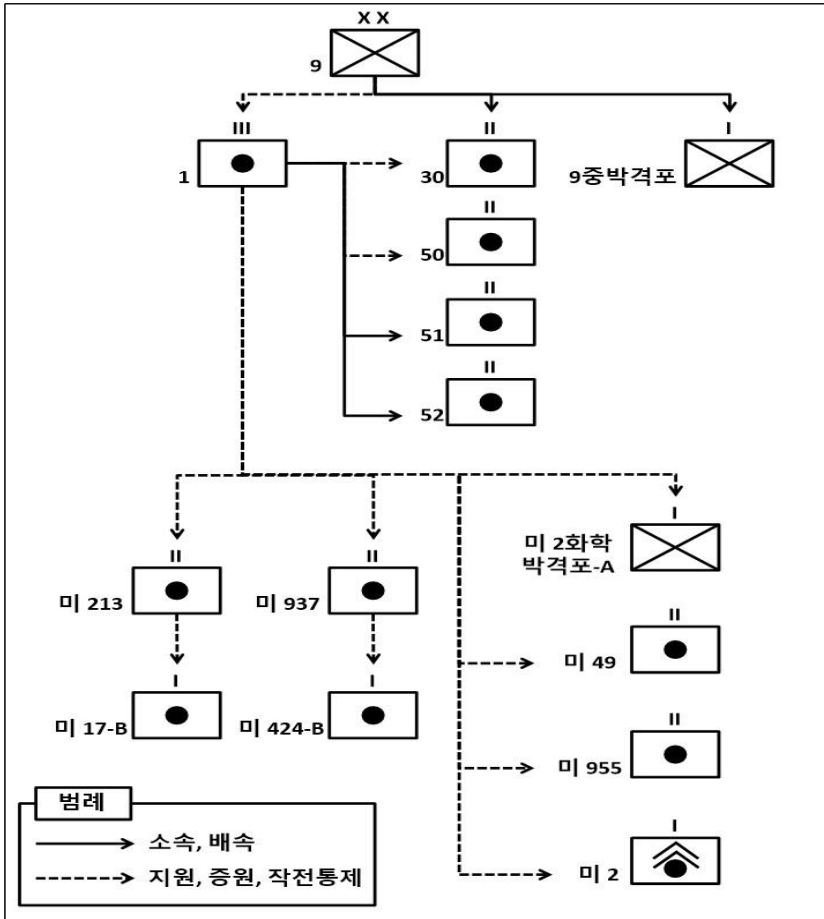 X X
9
III
II
I
1
30
9중박격포
II
50
II
51
II
52
I
II
II
미 2화학
박격포-A
미 213
미 937
II
미 49
I
I
미 17-B
미 424-B
II
미 955
범례
소속, 배속
지원, 증원, 작전통제
I
미 2